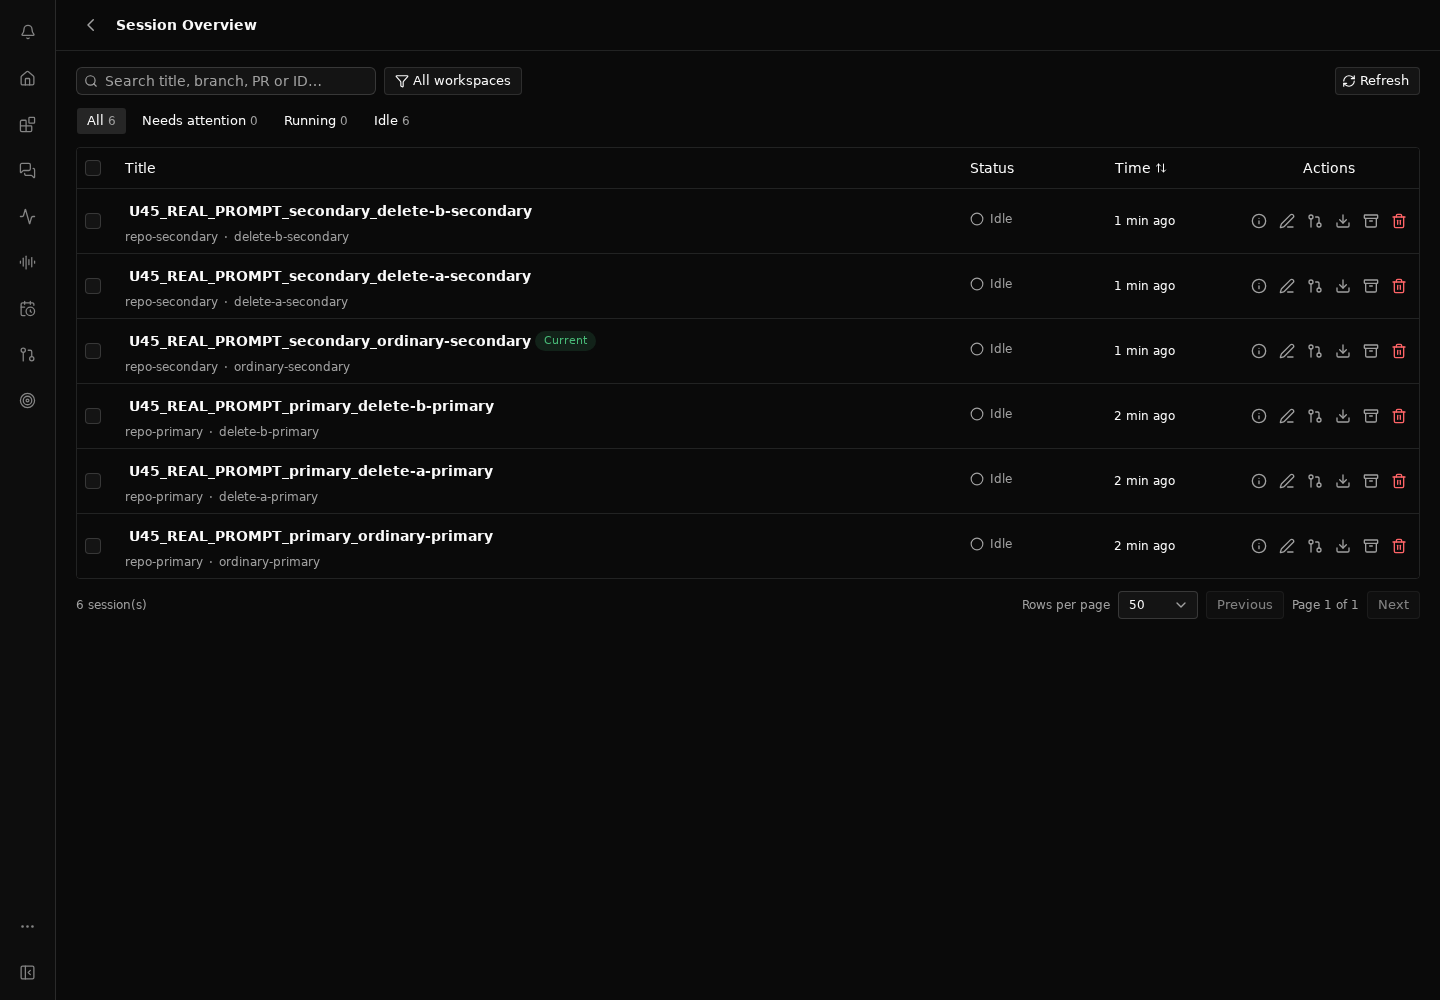 Session Overview
Search title, branch, PR or ID...
All workspaces
Refresh
All 6
Needs attention 0
Running 0
Idle 6
Title
Status
Time
Actions
U45_REAL_PROMPT_secondary_delete-b-secondary
repo-secondary · delete-b-secondary
Idle
1 min ago
U45_REAL_PROMPT_secondary_delete-a-secondary
repo-secondary · delete-a-secondary
Idle
1 min ago
U45_REAL_PROMPT_secondary_ordinary-secondary Current
repo-secondary · ordinary-secondary
Idle
1 min ago
U45_REAL_PROMPT_primary_delete-b-primary
repo-primary · delete-b-primary
Idle
2 min ago
U45_REAL_PROMPT_primary_delete-a-primary
repo-primary · delete-a-primary
Idle
2 min ago
U45_REAL_PROMPT_primary_ordinary-primary
repo-primary · ordinary-primary
Idle
2 min ago
6 session(s)
Rows per page
50
Previous
Page 1 of 1
Next